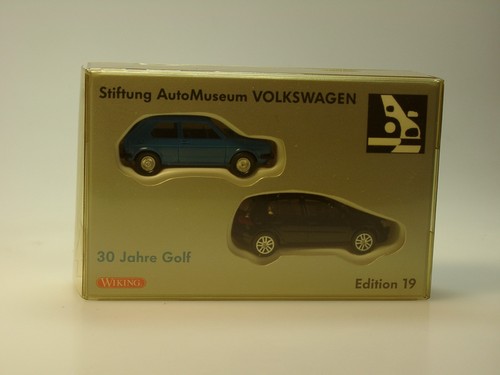 Stiftung AutoMuseum VOLKSWAGEN
30 Jahre Golf
WIKING
Edition 19